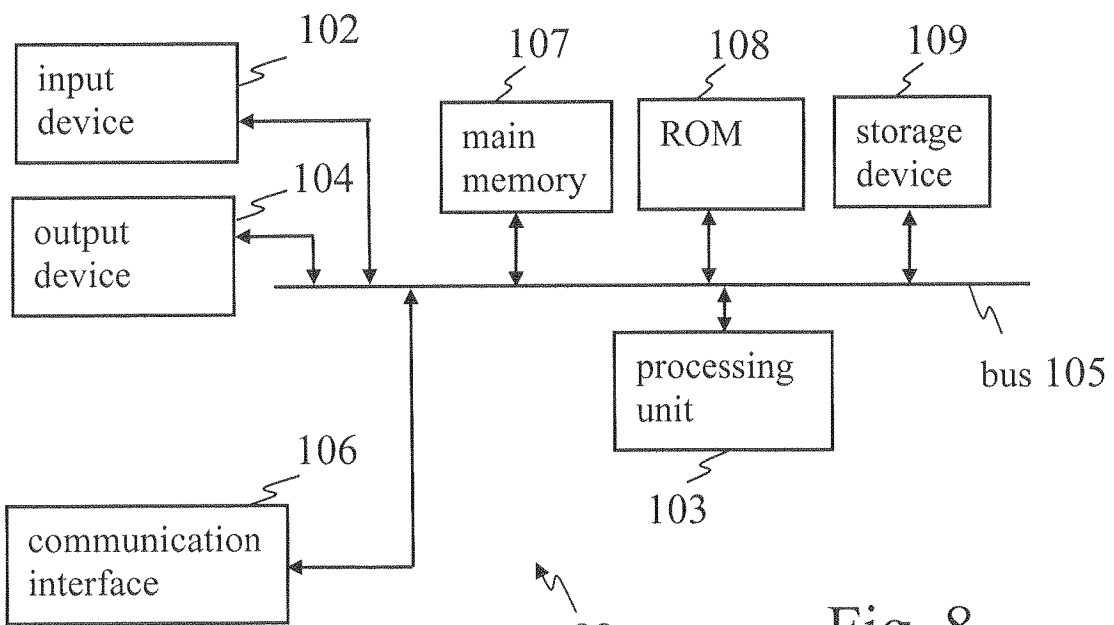 102
107
108
109
input
device
main
memory
ROM
storage
device
104
output
device
processing
unit
bus 105
106
103
communication
interface